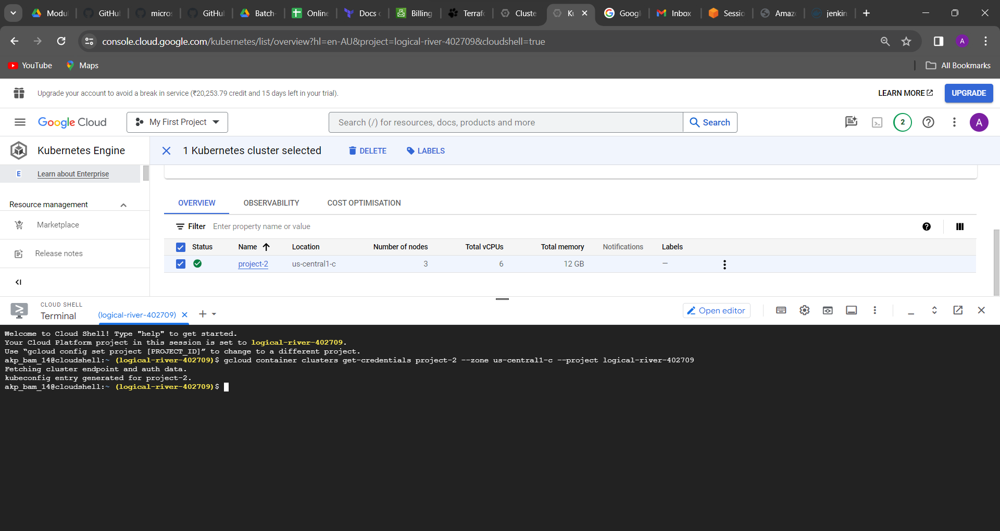 Modu
GitHu
micros
GitHu
Batch-
Online
Docs c
Billing
Terrafo
Cluste
Ku
Googl
Inbox
Sessio
Amazo
jenkin
console.cloud.google.com/kubernetes/list/overview?hl=en-AU&project=logical-river-402709&cloudshell=true
A
YouTube
Maps
All Bookmarks
Upgrade your account to avoid a break in service (₹20,253.79 credit and 15 days left in your trial).
LEARN MORE
UPGRADE
Google Cloud
My First Project
Search (/) for resources, docs, products and more
Search
2
A
Kubernetes Engine
1 Kubernetes cluster selected
DELETE
LABELS
E
Learn about Enterprise
Resource management
Marketplace
Release notes
OVERVIEW
OBSERVABILITY
COST OPTIMISATION
Filter
Enter property name or value
Status
Name
Location
Number of nodes
Total vCPUs
Total memory
Notifications
Labels
project-2
us-central1-c
3
6
12 GB
—
CLOUD SHELL
Terminal
(logical-river-402709)
Open editor
Welcome to Cloud Shell! Type "help" to get started.
Your Cloud Platform project in this session is set to logical-river-402709.
Use “gcloud config set project [PROJECT_ID]” to change to a different project.
akp_bam_14@cloudshell:~ (logical-river-402709)$ gcloud container clusters get-credentials project-2 --zone us-central1-c --project logical-river-402709
Fetching cluster endpoint and auth data.
kubeconfig entry generated for project-2.
akp_bam_14@cloudshell:~ (logical-river-402709)$